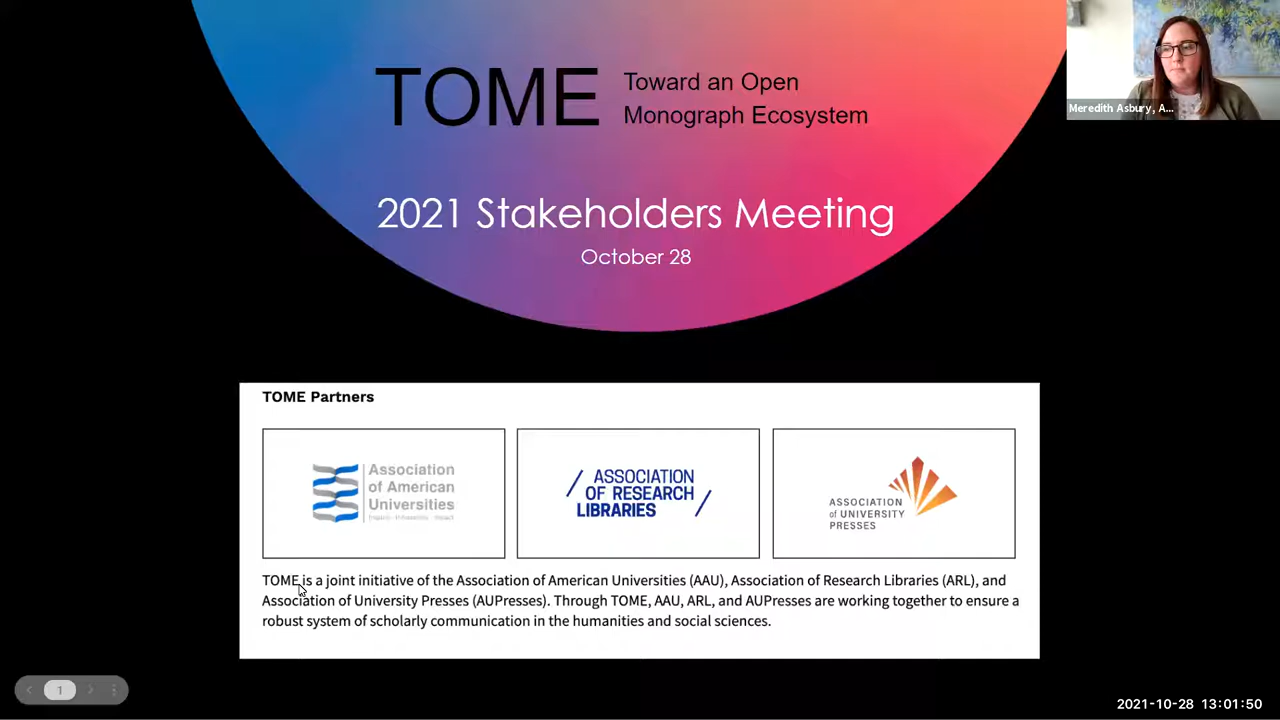 TOME
Toward an Open
Monograph Ecosystem
Meredith Asbury, A...
2021 Stakeholders Meeting
October 28
TOME Partners
Association
of American
Universities
ASSOCIATION
OF RESEARCH
LIBRARIES
ASSOCIATION
of UNIVERSITY
PRESSES
TOME is a joint initiative of the Association of American Universities (AAU), Association of Research Libraries (ARL), and
Association of University Presses (AUPresses). Through TOME, AAU, ARL, and AUPresses are working together to ensure a
robust system of scholarly communication in the humanities and social sciences.
1
2021-10-28 13:01:50